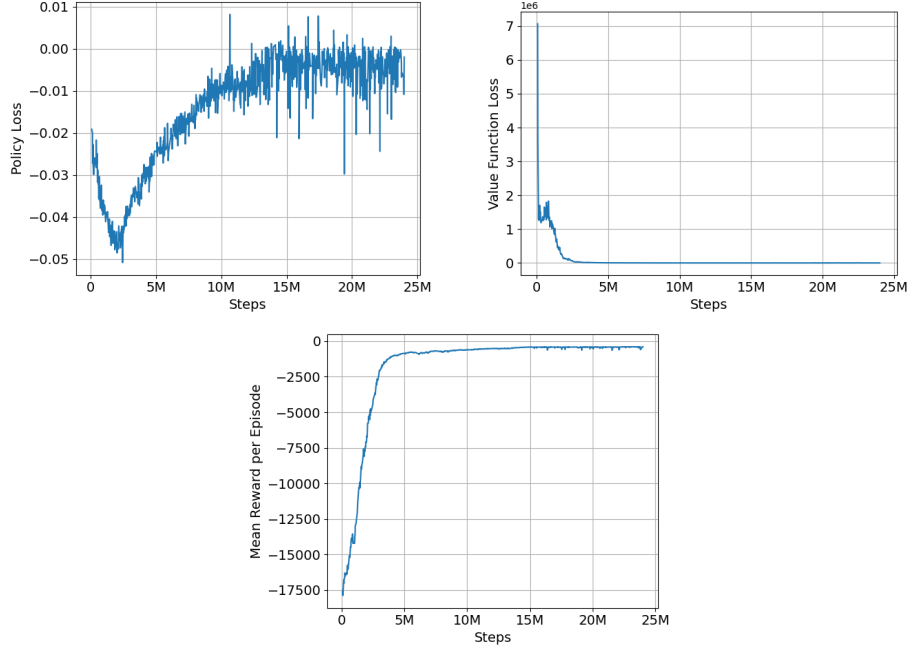 0.01
0.00
−0.01
−0.02
−0.03
−0.04
−0.05
Policy Loss
0
5M
10M
15M
20M
25M
Steps
1e6
7
6
5
4
3
2
1
0
Value Function Loss
0
5M
10M
15M
20M
25M
Steps
0
−2500
−5000
−7500
−10000
−12500
−15000
−17500
Mean Reward per Episode
0
5M
10M
15M
20M
25M
Steps